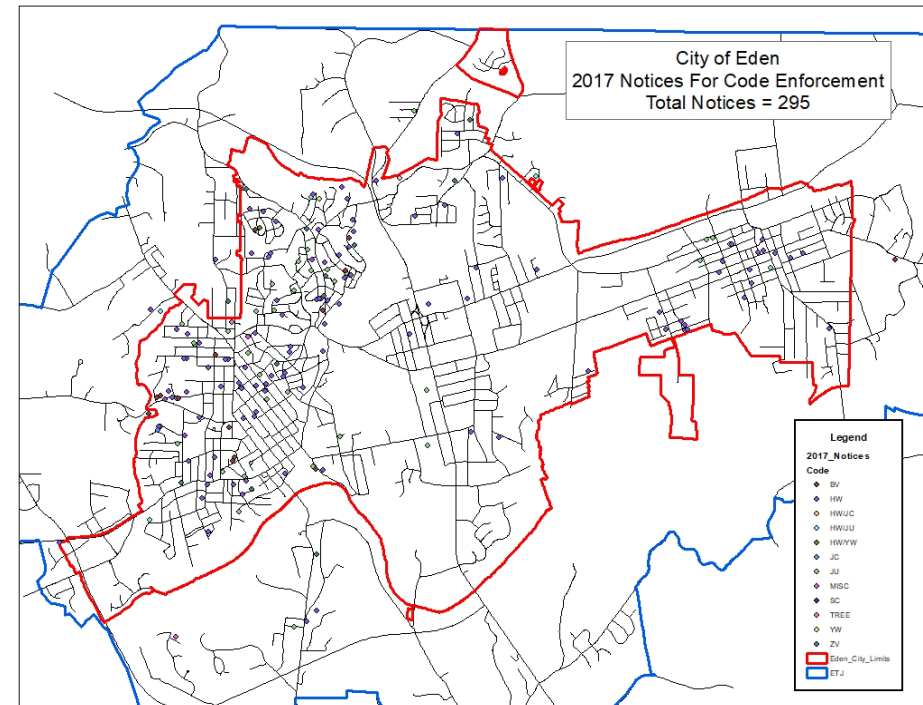 City of Eden
2017 Notices For Code Enforcement
Total Notices = 295
Legend
2017_Notices
Code
BV
HW
HW/JC
HW/JU
HW/YW
JC
JU
MISC
SC
TREE
YW
ZV
Eden_City_Limits
ETJ